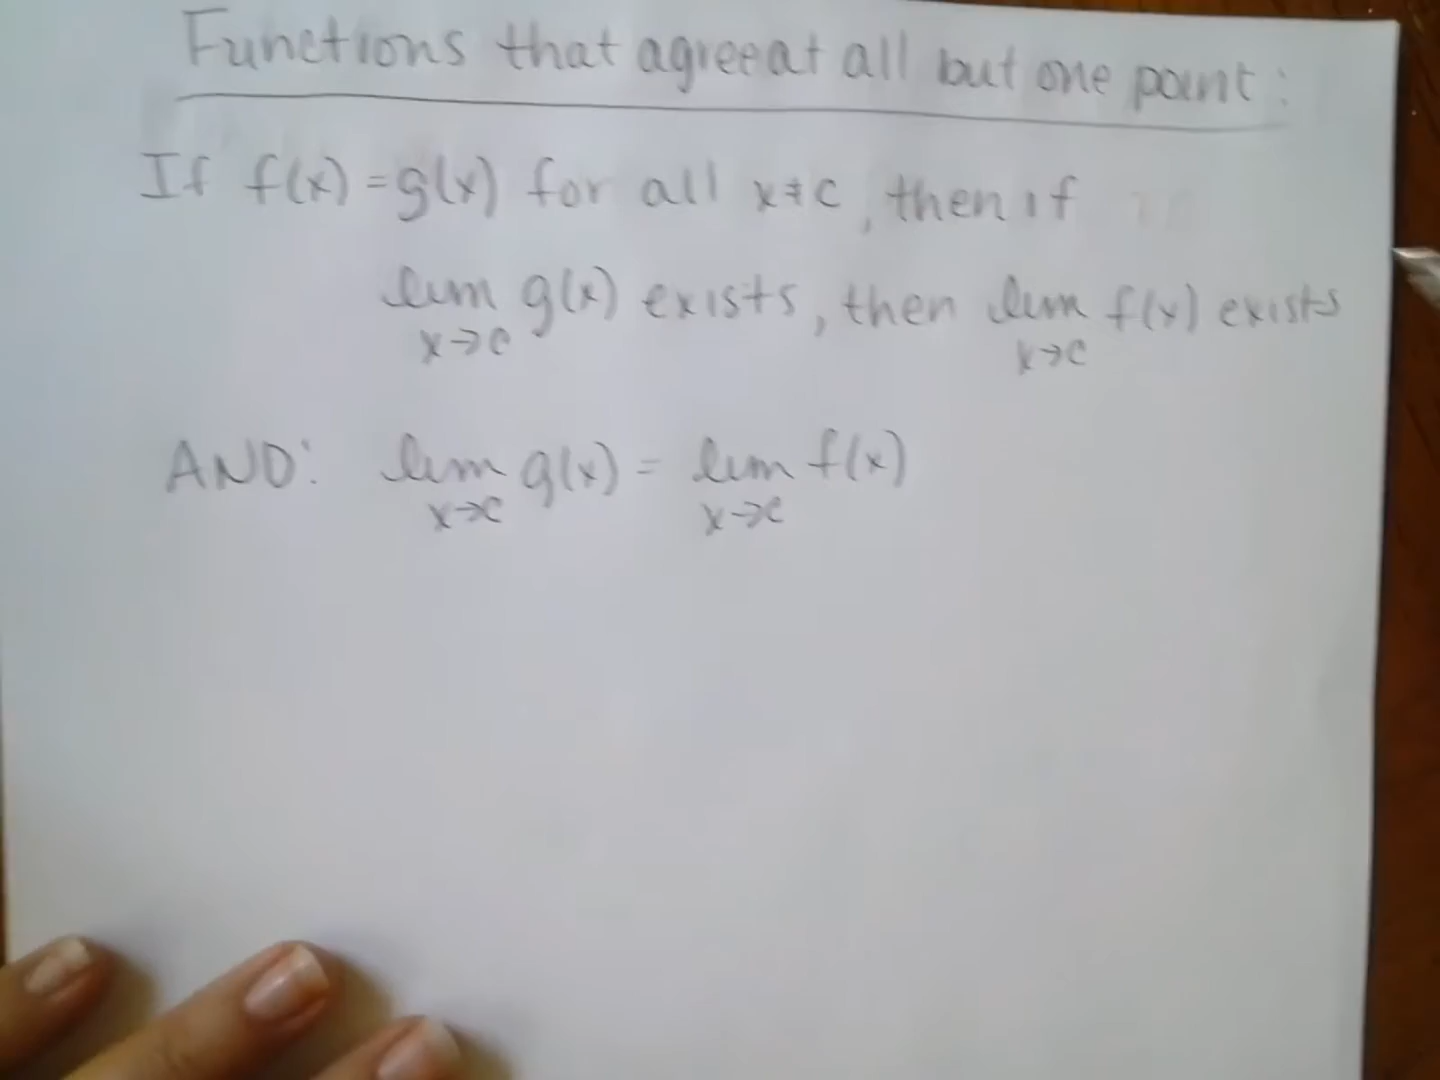 Functions that agree at all but one point:
If f(x) = g(x) for all x ≠ c, then if
lim g(x) exists, then lim f(x) exists
x→c x→c
AND: lim g(x) = lim f(x)
x→c x→c